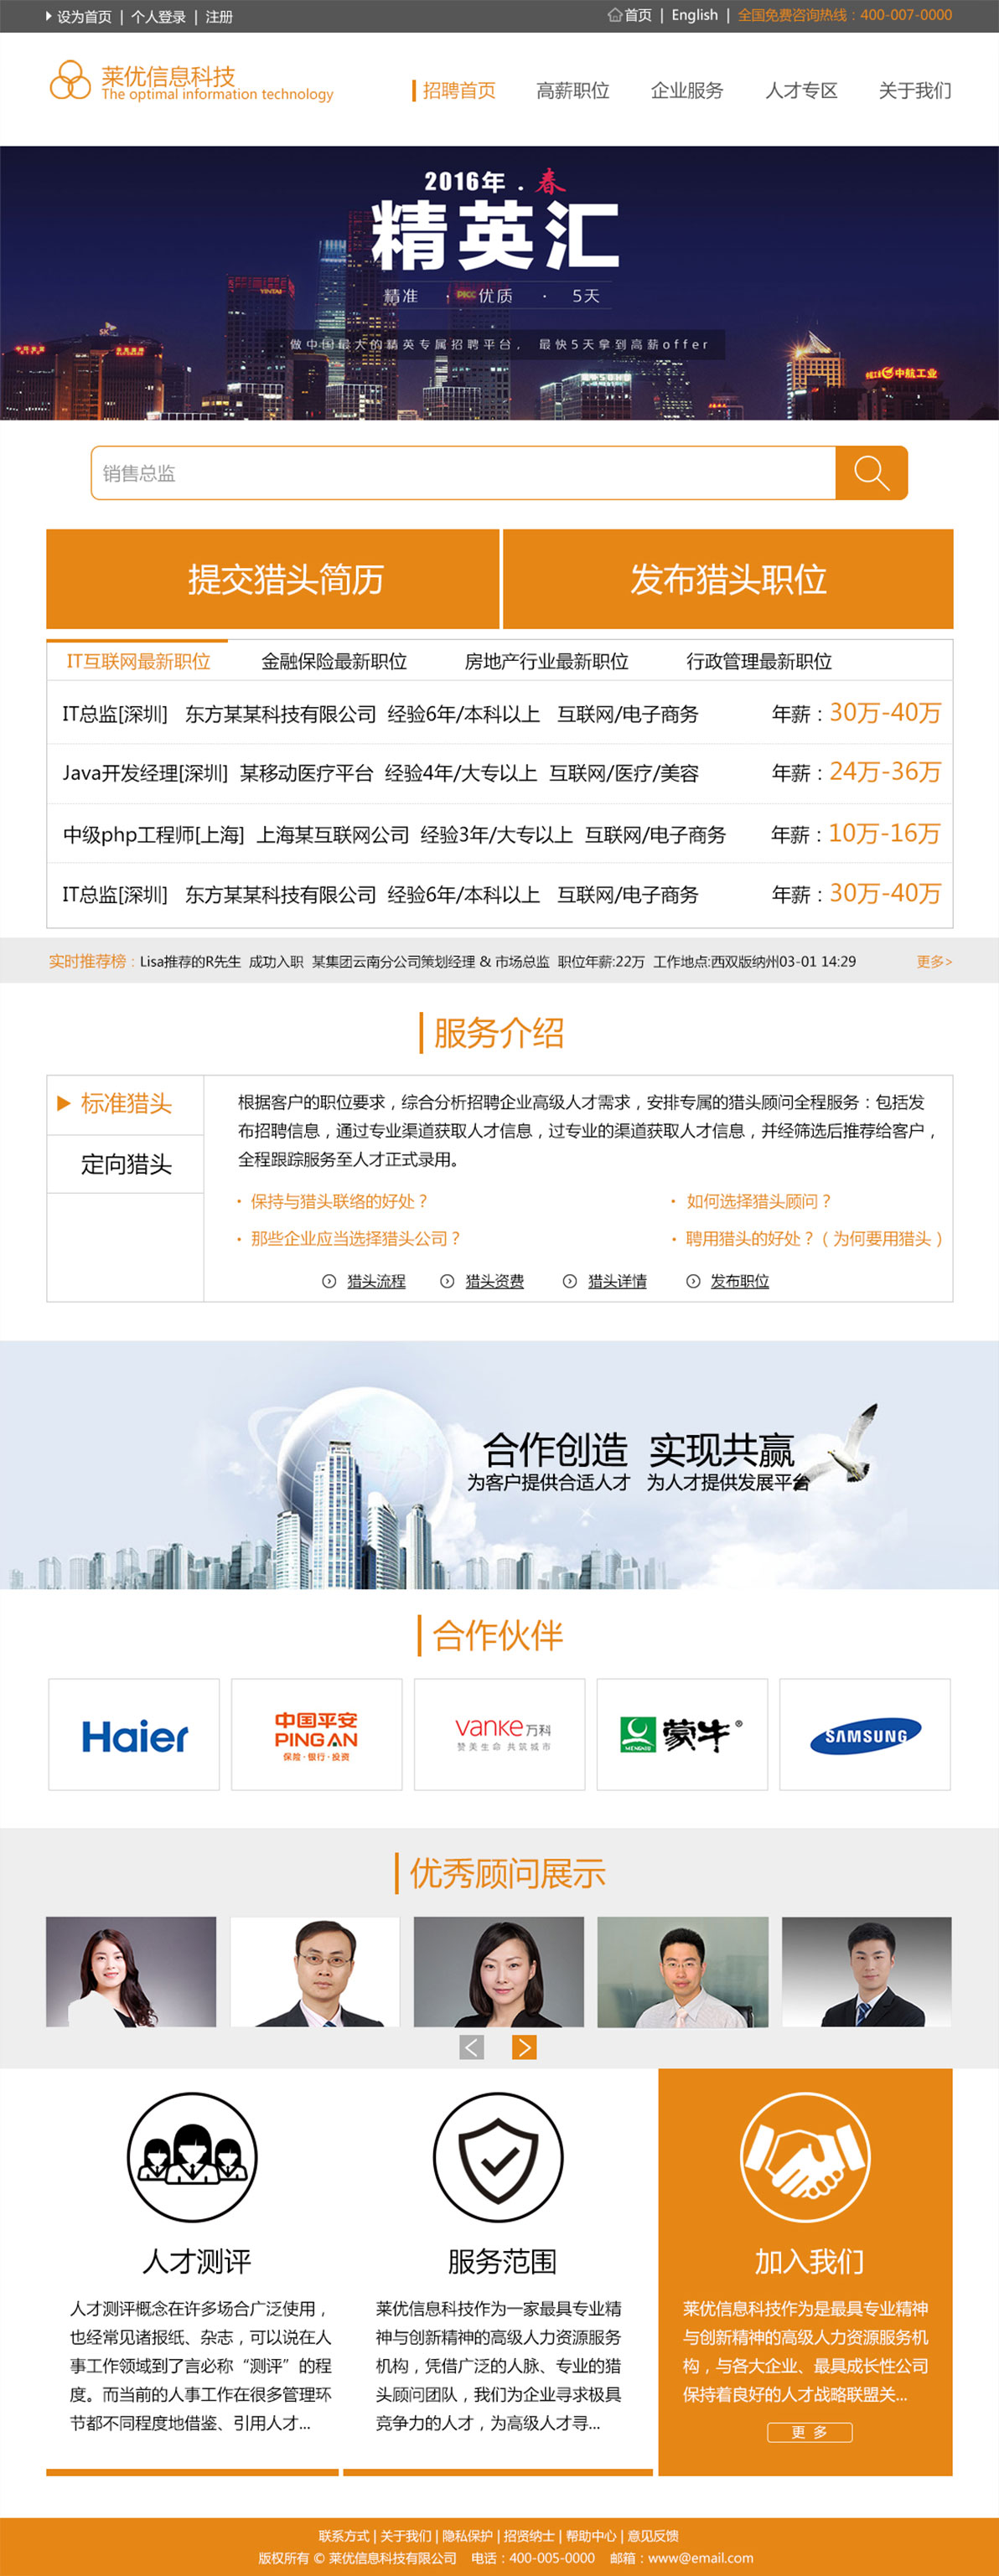 设为首页 | 个人登录 | 注册
首页 | English | 全国免费咨询热线：400-007-0000
莱优信息科技
The optimal information technology
招聘首页 高薪职位 企业服务 人才专区 关于我们
2016年 . 春
精英汇
精准 · 优质 · 5天
做中国最大的精英专属招聘平台， 最快5天拿到高薪offer
YINTAI
SK
PICC
中航工业
销售总监
提交猎头简历 发布猎头职位
IT互联网最新职位 金融保险最新职位 房地产行业最新职位 行政管理最新职位
IT总监[深圳] 东方某某科技有限公司 经验6年/本科以上 互联网/电子商务 年薪：30万-40万
Java开发经理[深圳] 某移动医疗平台 经验4年/大专以上 互联网/医疗/美容 年薪：24万-36万
中级php工程师[上海] 上海某互联网公司 经验3年/大专以上 互联网/电子商务 年薪：10万-16万
IT总监[深圳] 东方某某科技有限公司 经验6年/本科以上 互联网/电子商务 年薪：30万-40万
实时推荐榜：Lisa推荐的R先生 成功入职 某集团云南分公司策划经理 & 市场总监 职位年薪:22万 工作地点:西双版纳州03-01 14:29 更多>
服务介绍
标准猎头
定向猎头
根据客户的职位要求，综合分析招聘企业高级人才需求，安排专属的猎头顾问全程服务：包括发
布招聘信息，通过专业渠道获取人才信息，过专业的渠道获取人才信息，并经筛选后推荐给客户，
全程跟踪服务至人才正式录用。
· 保持与猎头联络的好处？ · 如何选择猎头顾问？
· 那些企业应当选择猎头公司？ · 聘用猎头的好处？（为何要用猎头）
猎头流程 猎头资费 猎头详情 发布职位
合作创造 实现共赢
为客户提供合适人才 为人才提供发展平台
合作伙伴
Haier
中国平安
PING AN
保险·银行·投资
vanke 万科
赞美生命 共筑城市
MENGNIU 蒙牛®
SAMSUNG
优秀顾问展示
< >
人才测评
人才测评概念在许多场合广泛使用，
也经常见诸报纸、杂志，可以说在人
事工作领域到了言必称“测评”的程
度。而当前的人事工作在很多管理环
节都不同程度地借鉴、引用人才...
服务范围
莱优信息科技作为一家最具专业精
神与创新精神的高级人力资源服务
机构，凭借广泛的人脉、专业的猎
头顾问团队，我们为企业寻求极具
竞争力的人才，为高级人才寻...
加入我们
莱优信息科技作为是最具专业精神
与创新精神的高级人力资源服务机
构，与各大企业、最具成长性公司
保持着良好的人才战略联盟关...
更 多
联系方式 | 关于我们 | 隐私保护 | 招贤纳士 | 帮助中心 | 意见反馈
版权所有 © 莱优信息科技有限公司 电话：400-005-0000 邮箱：www@email.com